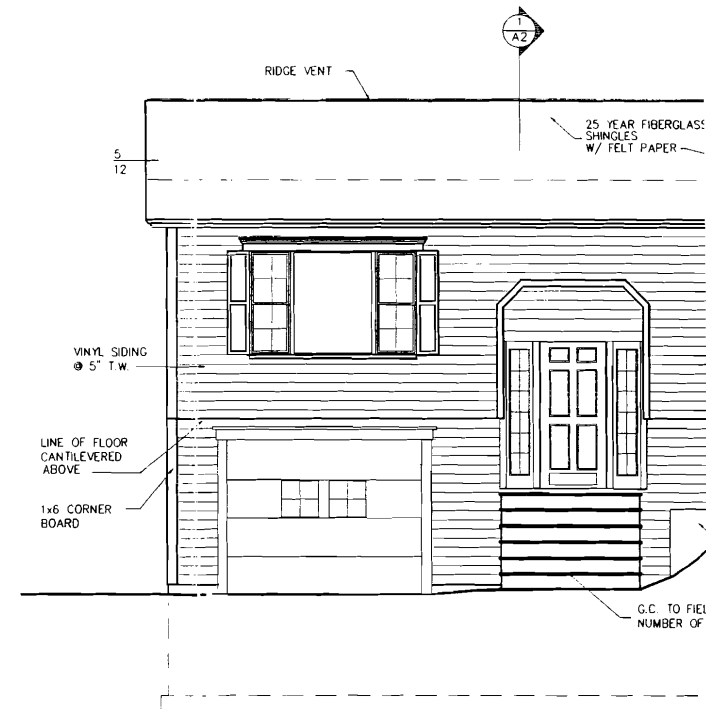 1
A2
RIDGE VENT
25 YEAR FIBERGLASS
SHINGLES
W/ FELT PAPER
5
12
VINYL SIDING
@ 5" T.W.
LINE OF FLOOR
CANTILEVERED
ABOVE
1x6 CORNER
BOARD
G.C. TO FIEL
NUMBER OF